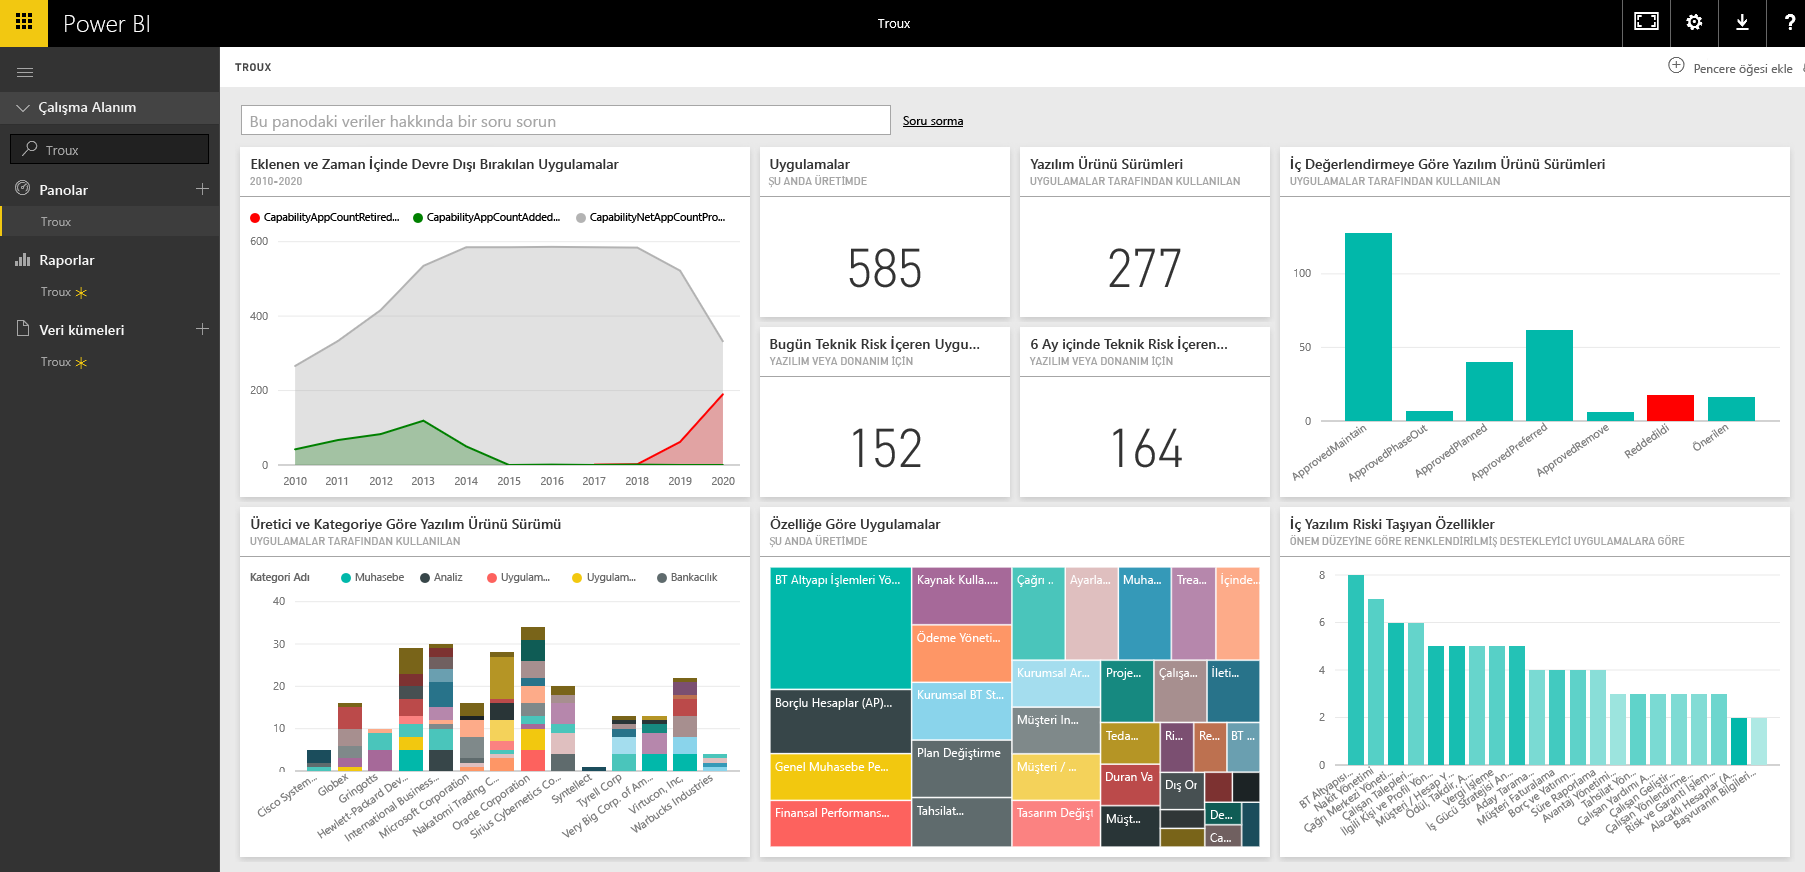 Power BI
Troux
TROUX
Pencere öğesi ekle
Çalışma Alanım
Troux
Panolar
Troux
Raporlar
Troux
Veri kümeleri
Troux
Bu panodaki veriler hakkında bir soru sorun
Soru sorma
Eklenen ve Zaman İçinde Devre Dışı Bırakılan Uygulamalar
2010-2020
CapabilityAppCountRetired... CapabilityAppCountAdded... CapabilityNetAppCountPro...
600
400
200
0
2010 2011 2012 2013 2014 2015 2016 2017 2018 2019 2020
Uygulamalar
ŞU ANDA ÜRETİMDE
585
Yazılım Ürünü Sürümleri
UYGULAMALAR TARAFINDAN KULLANILAN
277
Bugün Teknik Risk İçeren Uygu...
YAZILIM VEYA DONANIM İÇİN
152
6 Ay içinde Teknik Risk İçeren...
YAZILIM VEYA DONANIM İÇİN
164
İç Değerlendirmeye Göre Yazılım Ürünü Sürümleri
UYGULAMALAR TARAFINDAN KULLANILAN
100
50
0
ApprovedMaintain
ApprovedPhaseOut
ApprovedPlanned
ApprovedPreferred
ApprovedRemove
Reddedildi
Önerilen
Üretici ve Kategoriye Göre Yazılım Ürünü Sürümü
UYGULAMALAR TARAFINDAN KULLANILAN
Kategori Adı Muhasebe Analiz Uygulam... Uygulam... Bankacılık
40
30
20
10
0
Cisco System...
Globex
Gringotts
Hewlett-Packard Dev...
International Business...
Microsoft Corporation
Nakatomi Trading C...
Oracle Corporation
Sirius Cybernetics Co...
Syntellect
Tyrell Corp
Very Big Corp. of Am...
Virtucon, Inc.
Warbucks Industries
Özelliğe Göre Uygulamalar
ŞU ANDA ÜRETİMDE
BT Altyapı İşlemleri Yö...
Borçlu Hesaplar (AP)...
Genel Muhasebe Pe...
Finansal Performans...
Kaynak Kulla.....
Ödeme Yöneti...
Kurumsal BT St...
Plan Değiştirme
Tahsilat...
Çağrı ..
Ayarla...
Muha...
Trea...
İçinde...
Kurumsal Ar...
Müşteri In...
Müşteri / ...
Tasarım Değişt
Proje...
Çalışa...
İleti...
Teda...
Ri...
Re...
BT ...
Duran Va
Dış Or
Müşt...
De...
Ca...
İç Yazılım Riski Taşıyan Özellikler
ÖNEM DÜZEYİNE GÖRE RENKLENDİRİLMİŞ DESTEKLEYİCİ UYGULAMALARA GÖRE
8
6
4
2
0
BT Altyapısı...
Nakit Yönetimi
Çağrı Merkezi Yöneti...
Çalışan Talepleri...
İlgili Kişi ve Profil Yön...
Müşteri / Hesap Y...
Ödül, Takdir, A...
Vergi İşleme
İş Gücü Stratejisi An...
Aday Tarama...
Müşteri Faturalama
Borç ve Yatırım...
Süre Raporlama
Avantaj Yönetimi...
Tahsilat Yön...
Çalışan Yardımı A...
Çalışan Geliştir...
Çalışan Yönlendirme...
Risk ve Garanti İşlem...
Alacaklı Hesaplar (A...
Başvuranın Bilgileri...